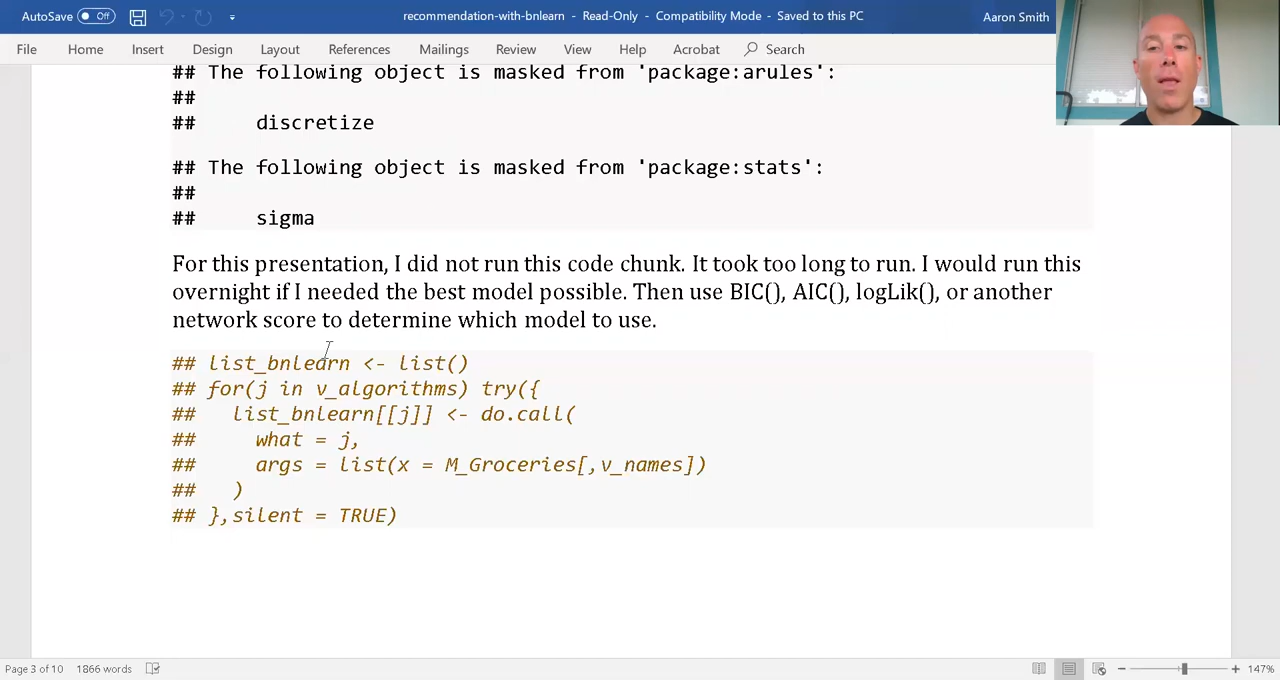 AutoSave Off
recommendation-with-bnlearn - Read-Only - Compatibility Mode - Saved to this PC
Aaron Smith
File Home Insert Design Layout References Mailings Review View Help Acrobat Search
## The following object is masked from 'package:arules':
##
## discretize
## The following object is masked from 'package:stats':
##
## sigma
For this presentation, I did not run this code chunk. It took too long to run. I would run this
overnight if I needed the best model possible. Then use BIC(), AIC(), logLik(), or another
network score to determine which model to use.
## list_bnlearn <- list()
## for(j in v_algorithms) try({
##   list_bnlearn[[j]] <- do.call(
##     what = j,
##     args = list(x = M_Groceries[,v_names])
##   )
## },silent = TRUE)
Page 3 of 10 1866 words
147%